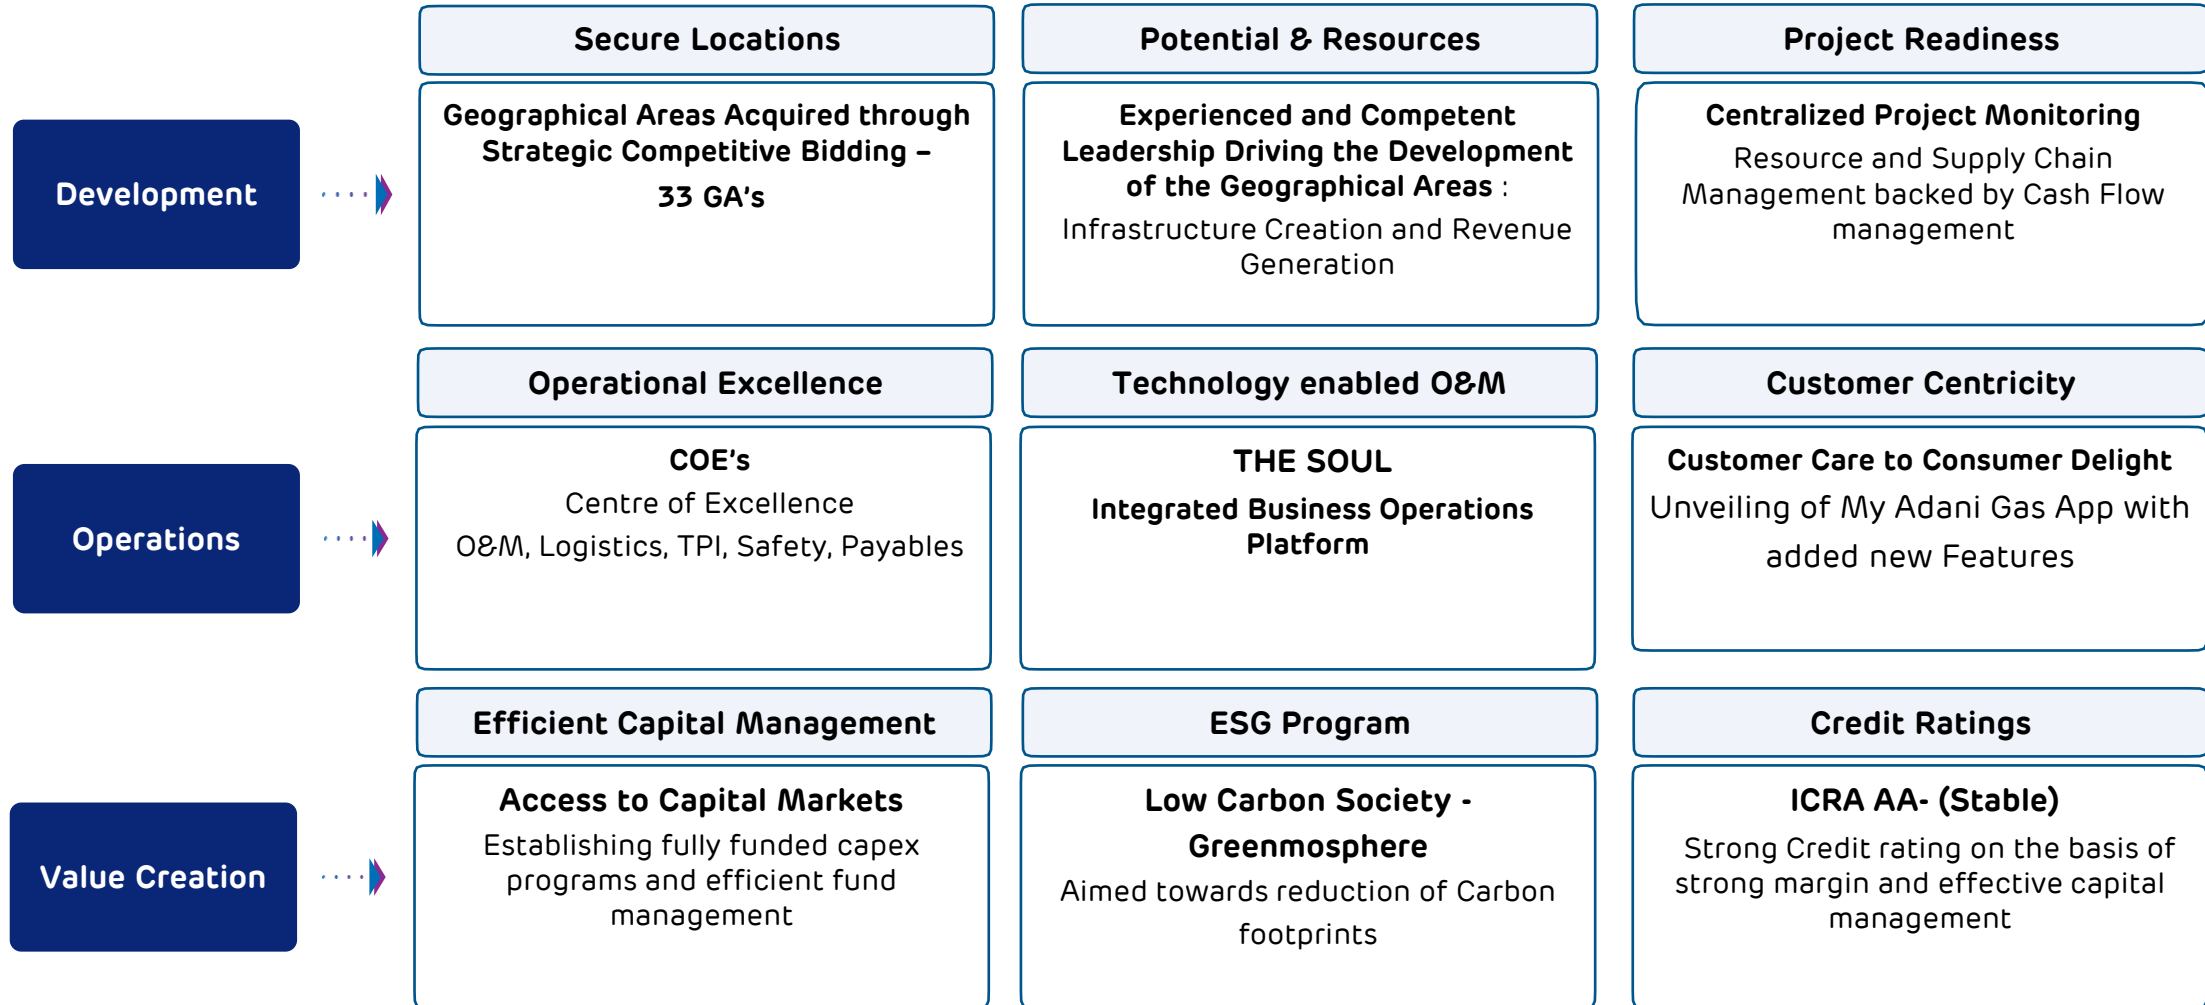 Development
Secure Locations
Geographical Areas Acquired through
Strategic Competitive Bidding –
33 GA's
Potential & Resources
Experienced and Competent
Leadership Driving the Development
of the Geographical Areas :
Infrastructure Creation and Revenue
Generation
Project Readiness
Centralized Project Monitoring
Resource and Supply Chain
Management backed by Cash Flow
management
Operations
Operational Excellence
COE's
Centre of Excellence
O&M, Logistics, TPI, Safety, Payables
Technology enabled O&M
THE SOUL
Integrated Business Operations
Platform
Customer Centricity
Customer Care to Consumer Delight
Unveiling of My Adani Gas App with
added new Features
Value Creation
Efficient Capital Management
Access to Capital Markets
Establishing fully funded capex
programs and efficient fund
management
ESG Program
Low Carbon Society -
Greenmosphere
Aimed towards reduction of Carbon
footprints
Credit Ratings
ICRA AA- (Stable)
Strong Credit rating on the basis of
strong margin and effective capital
management